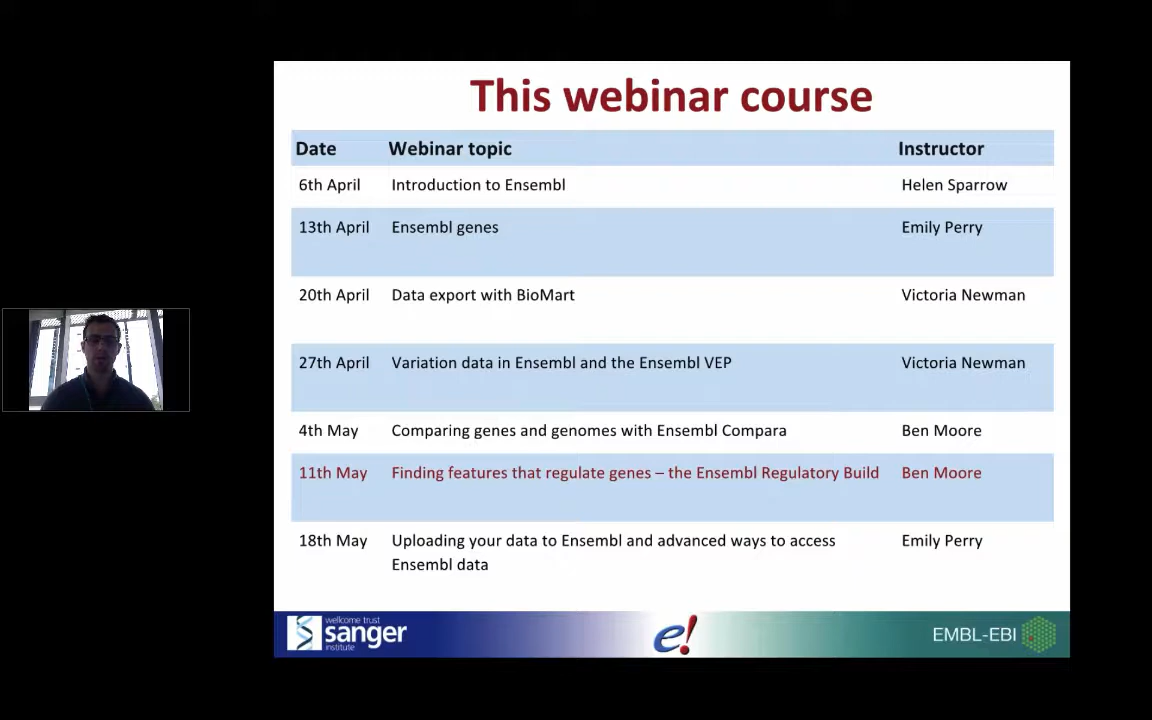 This webinar course
Date Webinar topic Instructor
6th April Introduction to Ensembl Helen Sparrow
13th April Ensembl genes Emily Perry
20th April Data export with BioMart Victoria Newman
27th April Variation data in Ensembl and the Ensembl VEP Victoria Newman
4th May Comparing genes and genomes with Ensembl Compara Ben Moore
11th May Finding features that regulate genes – the Ensembl Regulatory Build Ben Moore
18th May Uploading your data to Ensembl and advanced ways to access Emily Perry
Ensembl data
wellcome trust
sanger
institute
e!
EMBL-EBI